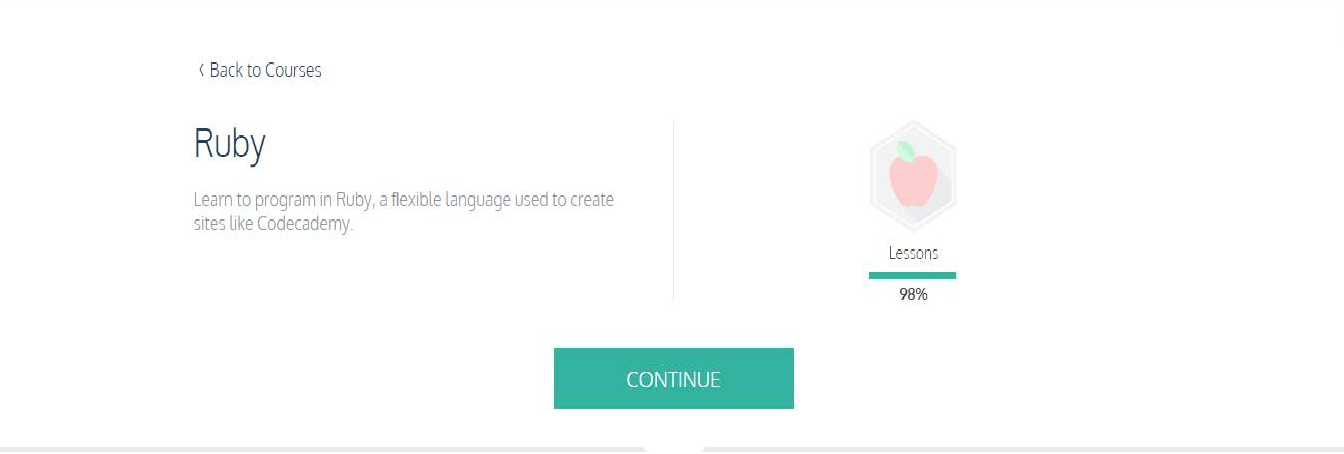 ‹ Back to Courses
Ruby
Learn to program in Ruby, a flexible language used to create
sites like Codecademy.
Lessons
98%
CONTINUE